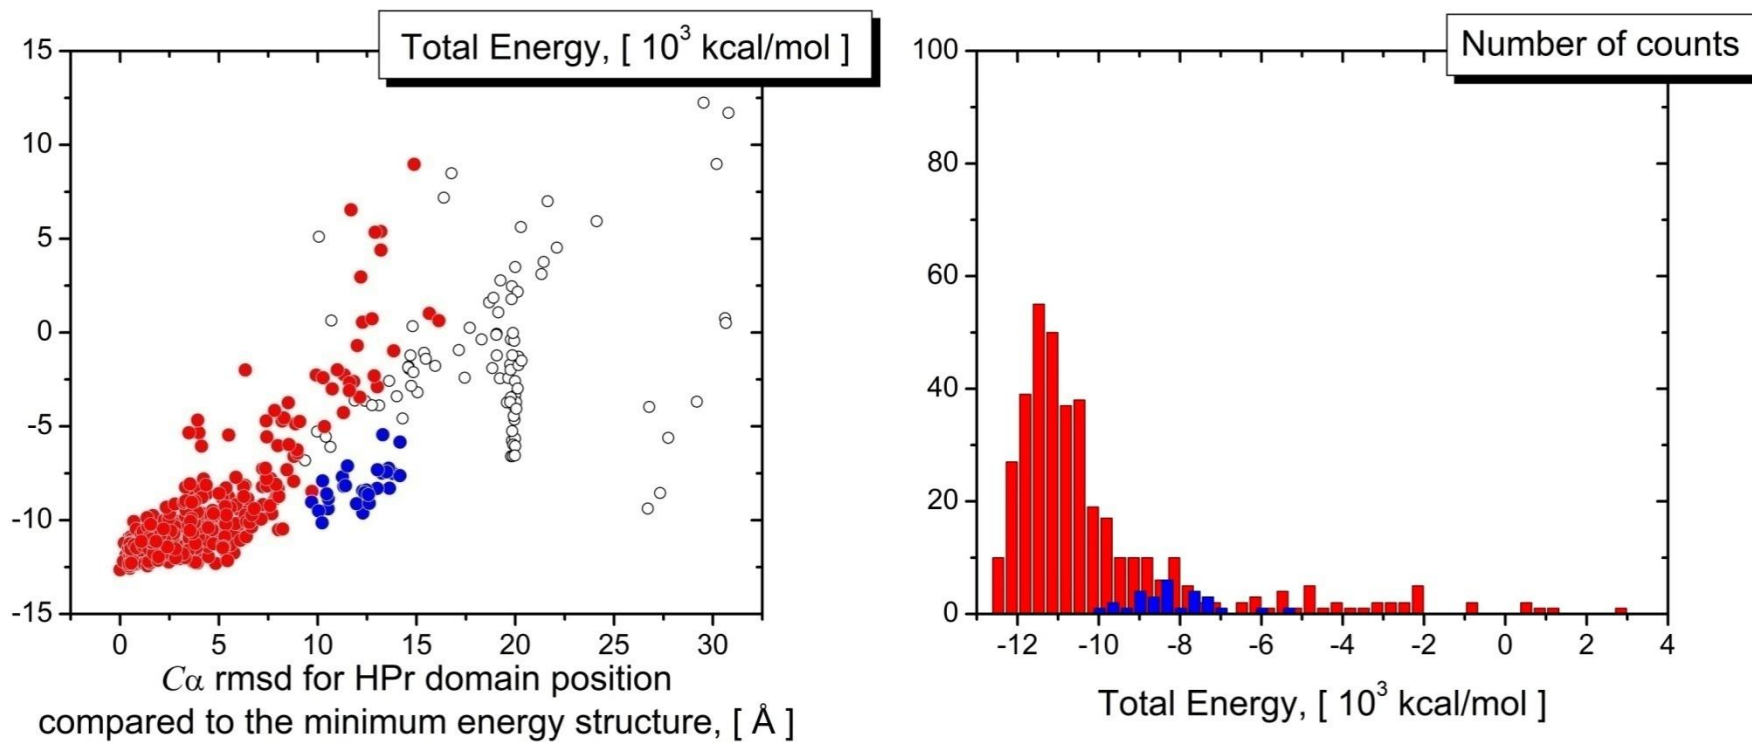 Total Energy, [ 10³ kcal/mol ]
15
10
5
0
-5
-10
-15
0 5 10 15 20 25 30
Cα rmsd for HPr domain position
compared to the minimum energy structure, [ Å ]
Number of counts
100
80
60
40
20
0
-12 -10 -8 -6 -4 -2 0 2 4
Total Energy, [ 10³ kcal/mol ]